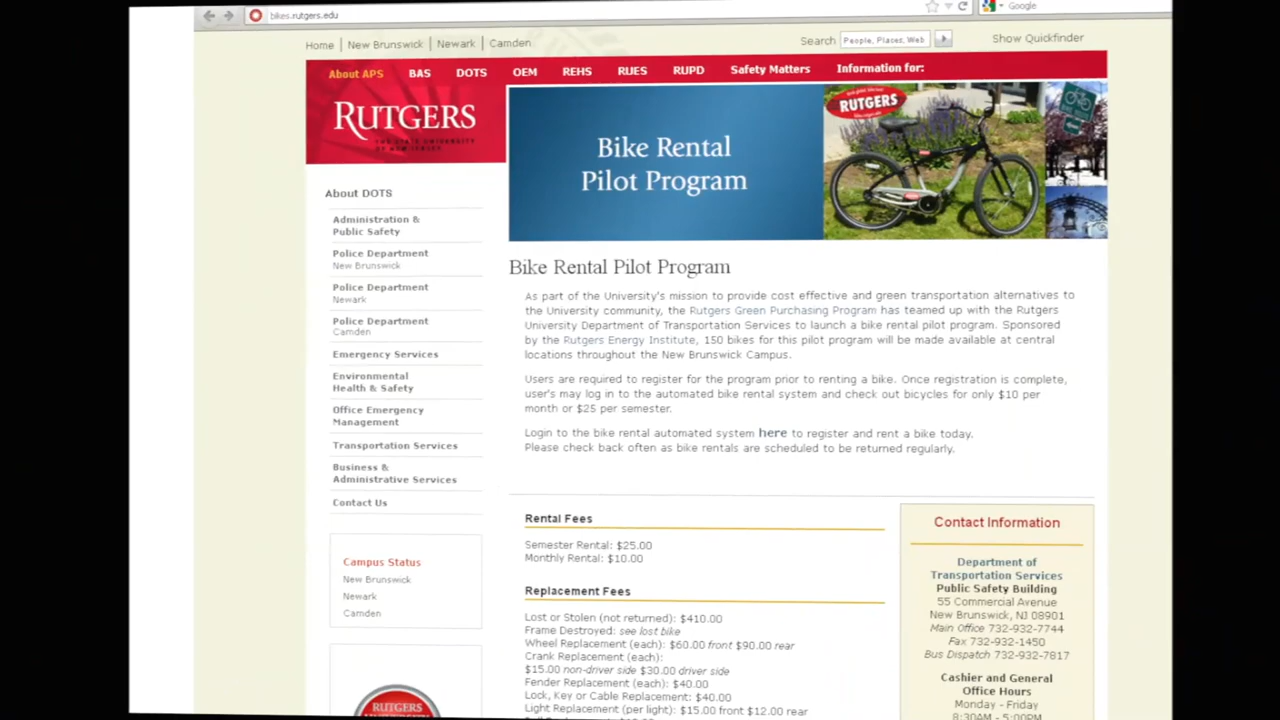 bikes.rutgers.edu
Google
Home | New Brunswick | Newark | Camden
Search People, Places, Web
Show Quickfinder
About APS BAS DOTS OEM REHS RUES RUPD Safety Matters Information for:
RUTGERS
THE STATE UNIVERSITY
OF NEW JERSEY
Bike Rental
Pilot Program
RUTGERS
About DOTS
Administration &
Public Safety
Police Department
New Brunswick
Police Department
Newark
Police Department
Camden
Emergency Services
Environmental
Health & Safety
Office Emergency
Management
Transportation Services
Business &
Administrative Services
Contact Us
Campus Status
New Brunswick
Newark
Camden
RUTGERS
Bike Rental Pilot Program
As part of the University's mission to provide cost effective and green transportation alternatives to
the University community, the Rutgers Green Purchasing Program has teamed up with the Rutgers
University Department of Transportation Services to launch a bike rental pilot program. Sponsored
by the Rutgers Energy Institute, 150 bikes for this pilot program will be made available at central
locations throughout the New Brunswick Campus.
Users are required to register for the program prior to renting a bike. Once registration is complete,
user's may log in to the automated bike rental system and check out bicycles for only $10 per
month or $25 per semester.
Login to the bike rental automated system here to register and rent a bike today.
Please check back often as bike rentals are scheduled to be returned regularly.
Rental Fees
Semester Rental: $25.00
Monthly Rental: $10.00
Replacement Fees
Lost or Stolen (not returned): $410.00
Frame Destroyed: see lost bike
Wheel Replacement (each): $60.00 front $90.00 rear
Crank Replacement (each):
$15.00 non-driver side $30.00 driver side
Fender Replacement (each): $40.00
Lock, Key or Cable Replacement: $40.00
Light Replacement (per light): $15.00 front $12.00 rear
Contact Information
Department of
Transportation Services
Public Safety Building
55 Commercial Avenue
New Brunswick, NJ 08901
Main Office 732-932-7744
Fax 732-932-1450
Bus Dispatch 732-932-7817
Cashier and General
Office Hours
Monday - Friday
8:30AM - 5:00PM